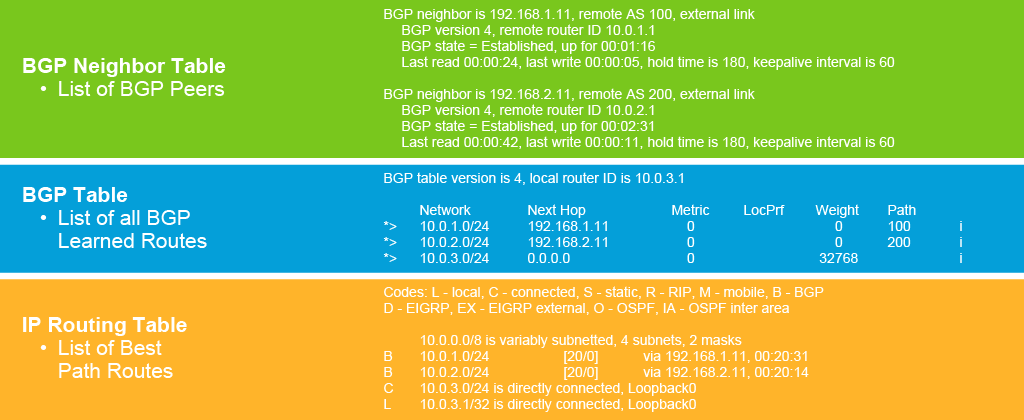 BGP Neighbor Table
• List of BGP Peers
BGP neighbor is 192.168.1.11, remote AS 100, external link
BGP version 4, remote router ID 10.0.1.1
BGP state = Established, up for 00:01:16
Last read 00:00:24, last write 00:00:05, hold time is 180, keepalive interval is 60
BGP neighbor is 192.168.2.11, remote AS 200, external link
BGP version 4, remote router ID 10.0.2.1
BGP state = Established, up for 00:02:31
Last read 00:00:42, last write 00:00:11, hold time is 180, keepalive interval is 60
BGP Table
• List of all BGP
Learned Routes
BGP table version is 4, local router ID is 10.0.3.1
Network Next Hop Metric LocPrf Weight Path
*> 10.0.1.0/24 192.168.1.11 0 0 100 i
*> 10.0.2.0/24 192.168.2.11 0 0 200 i
*> 10.0.3.0/24 0.0.0.0 0 32768 i
IP Routing Table
• List of Best
Path Routes
Codes: L - local, C - connected, S - static, R - RIP, M - mobile, B - BGP
D - EIGRP, EX - EIGRP external, O - OSPF, IA - OSPF inter area
10.0.0.0/8 is variably subnetted, 4 subnets, 2 masks
B 10.0.1.0/24 [20/0] via 192.168.1.11, 00:20:31
B 10.0.2.0/24 [20/0] via 192.168.2.11, 00:20:14
C 10.0.3.0/24 is directly connected, Loopback0
L 10.0.3.1/32 is directly connected, Loopback0